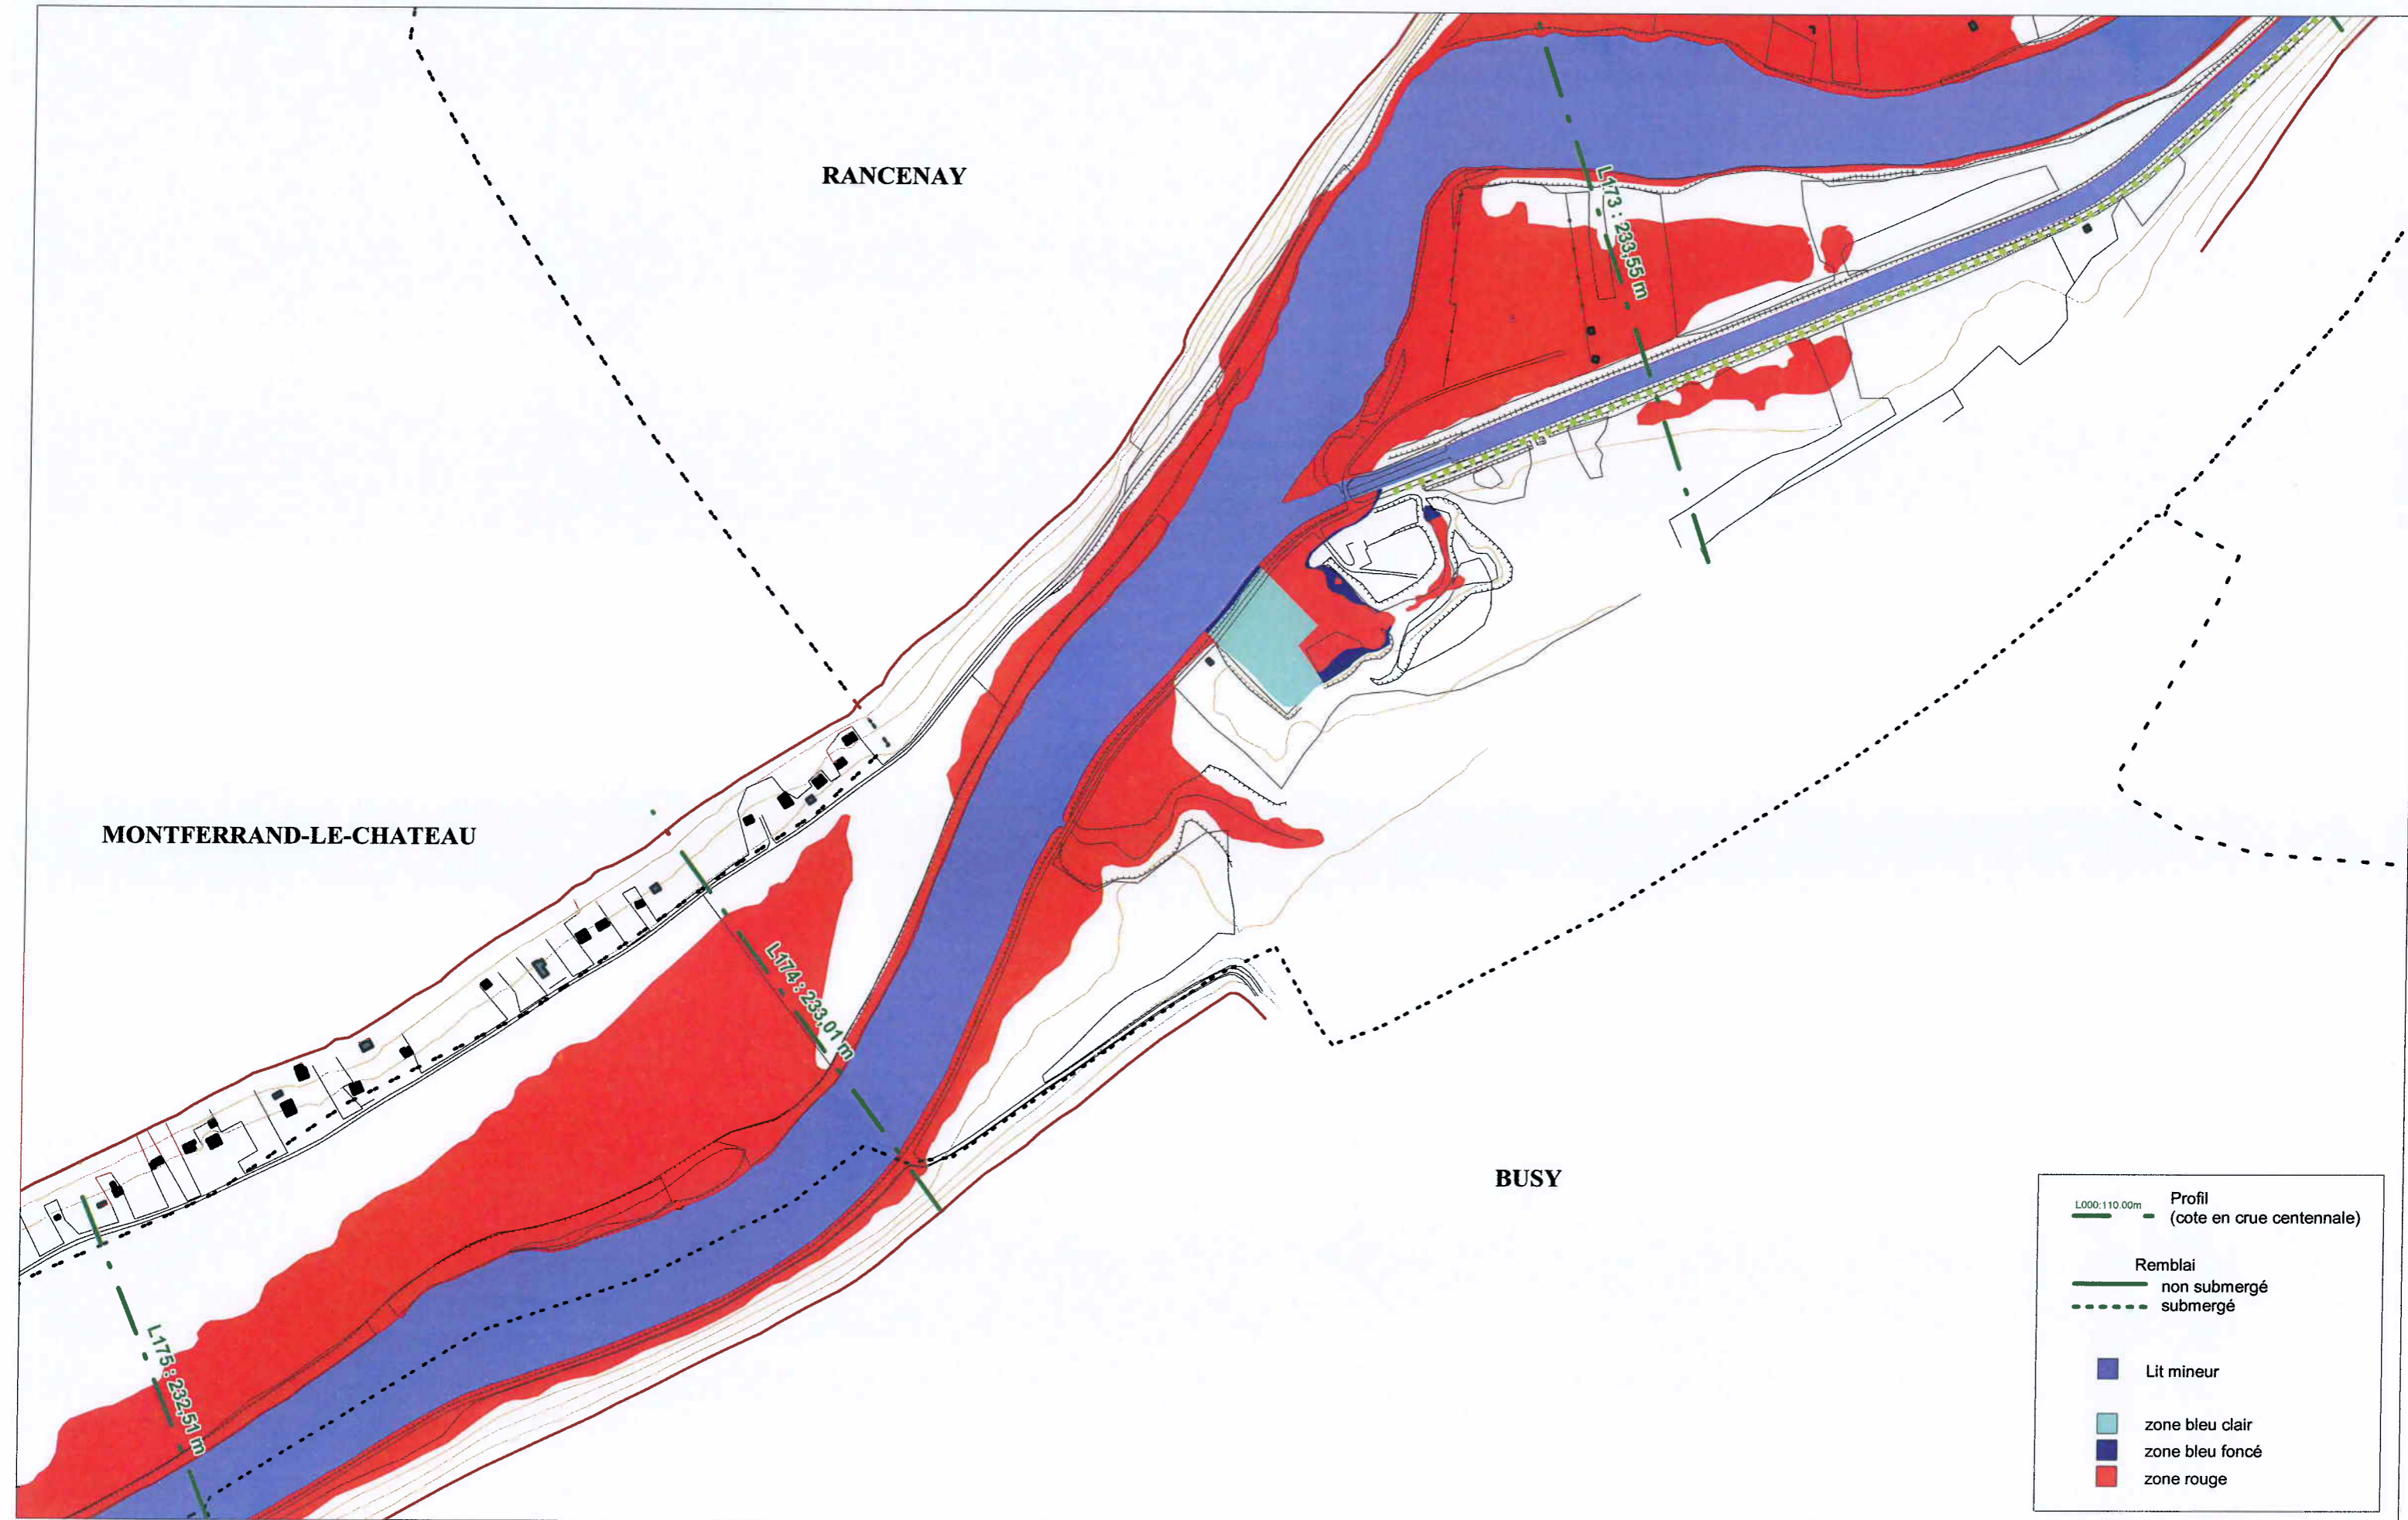 RANCENAY
L173 : 233,55 m
MONTFERRAND-LE-CHATEAU
L174 : 233,01 m
BUSY
L175 : 232,51 m
L000:110.00m
Profil
(cote en crue centennale)
Remblai
non submergé
submergé
Lit mineur
zone bleu clair
zone bleu foncé
zone rouge